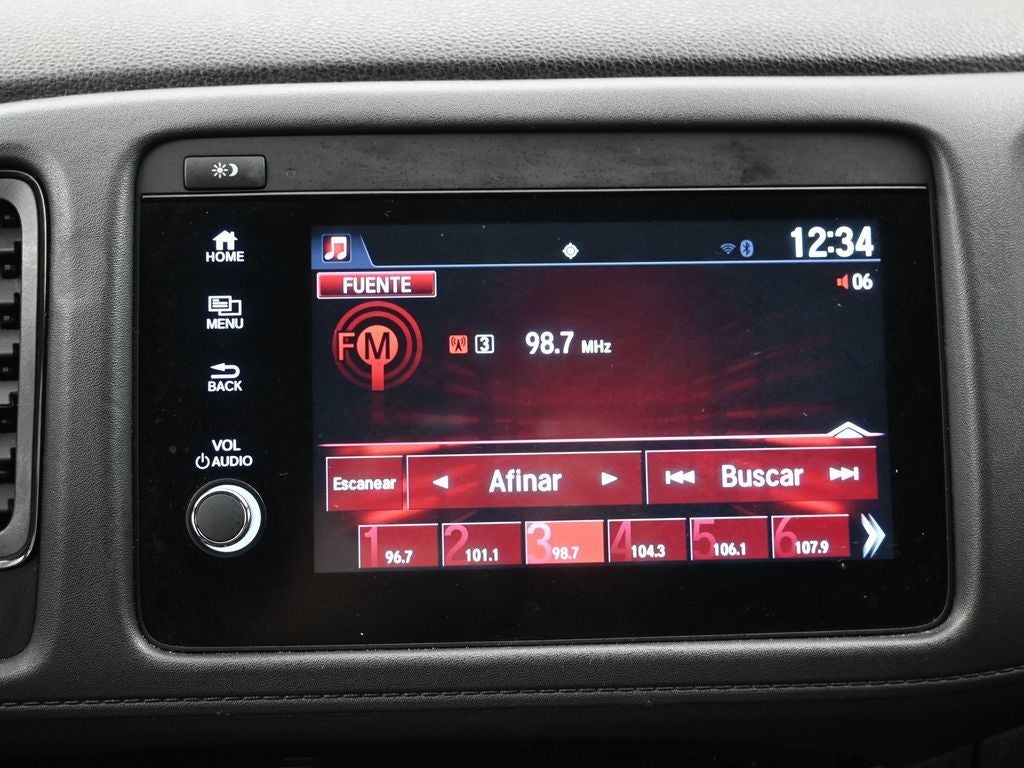 HOME
MENU
BACK
VOL
AUDIO
12:34
FUENTE
06
FM
3
98.7 MHz
Escanear
Afinar
Buscar
1 96.7
2 101.1
3 98.7
4 104.3
5 106.1
6 107.9